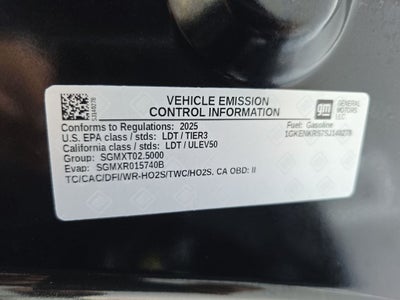 VEHICLE EMISSION
CONTROL INFORMATION
gm
GENERAL
MOTORS
LLC
Conforms to Regulations: 2025
Fuel: Gasoline
U.S. EPA class / stds: LDT / TIER3
California class / stds: LDT / ULEV50
Group: SGMXT02.5000
Evap: SGMXR015740B
TC/CAC/DFI/WR-HO2S/TWC/HO2S. CA OBD: II